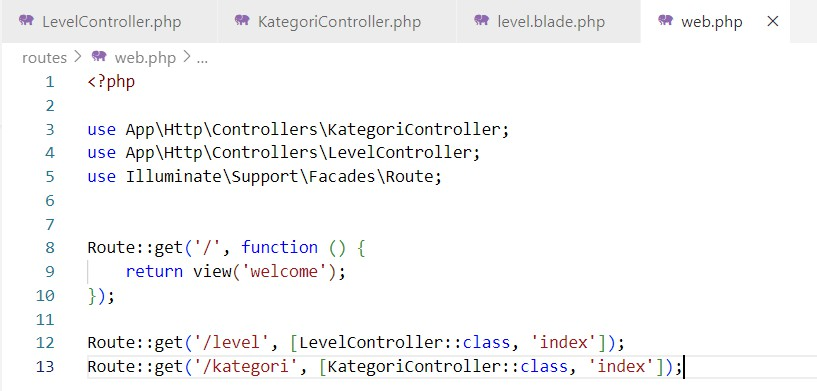 LevelController.php KategoriController.php level.blade.php web.php ×
routes > web.php > ...
1 <?php
2
3 use App\Http\Controllers\KategoriController;
4 use App\Http\Controllers\LevelController;
5 use Illuminate\Support\Facades\Route;
6
7
8 Route::get('/', function () {
9     return view('welcome');
10 });
11
12 Route::get('/level', [LevelController::class, 'index']);
13 Route::get('/kategori', [KategoriController::class, 'index']);